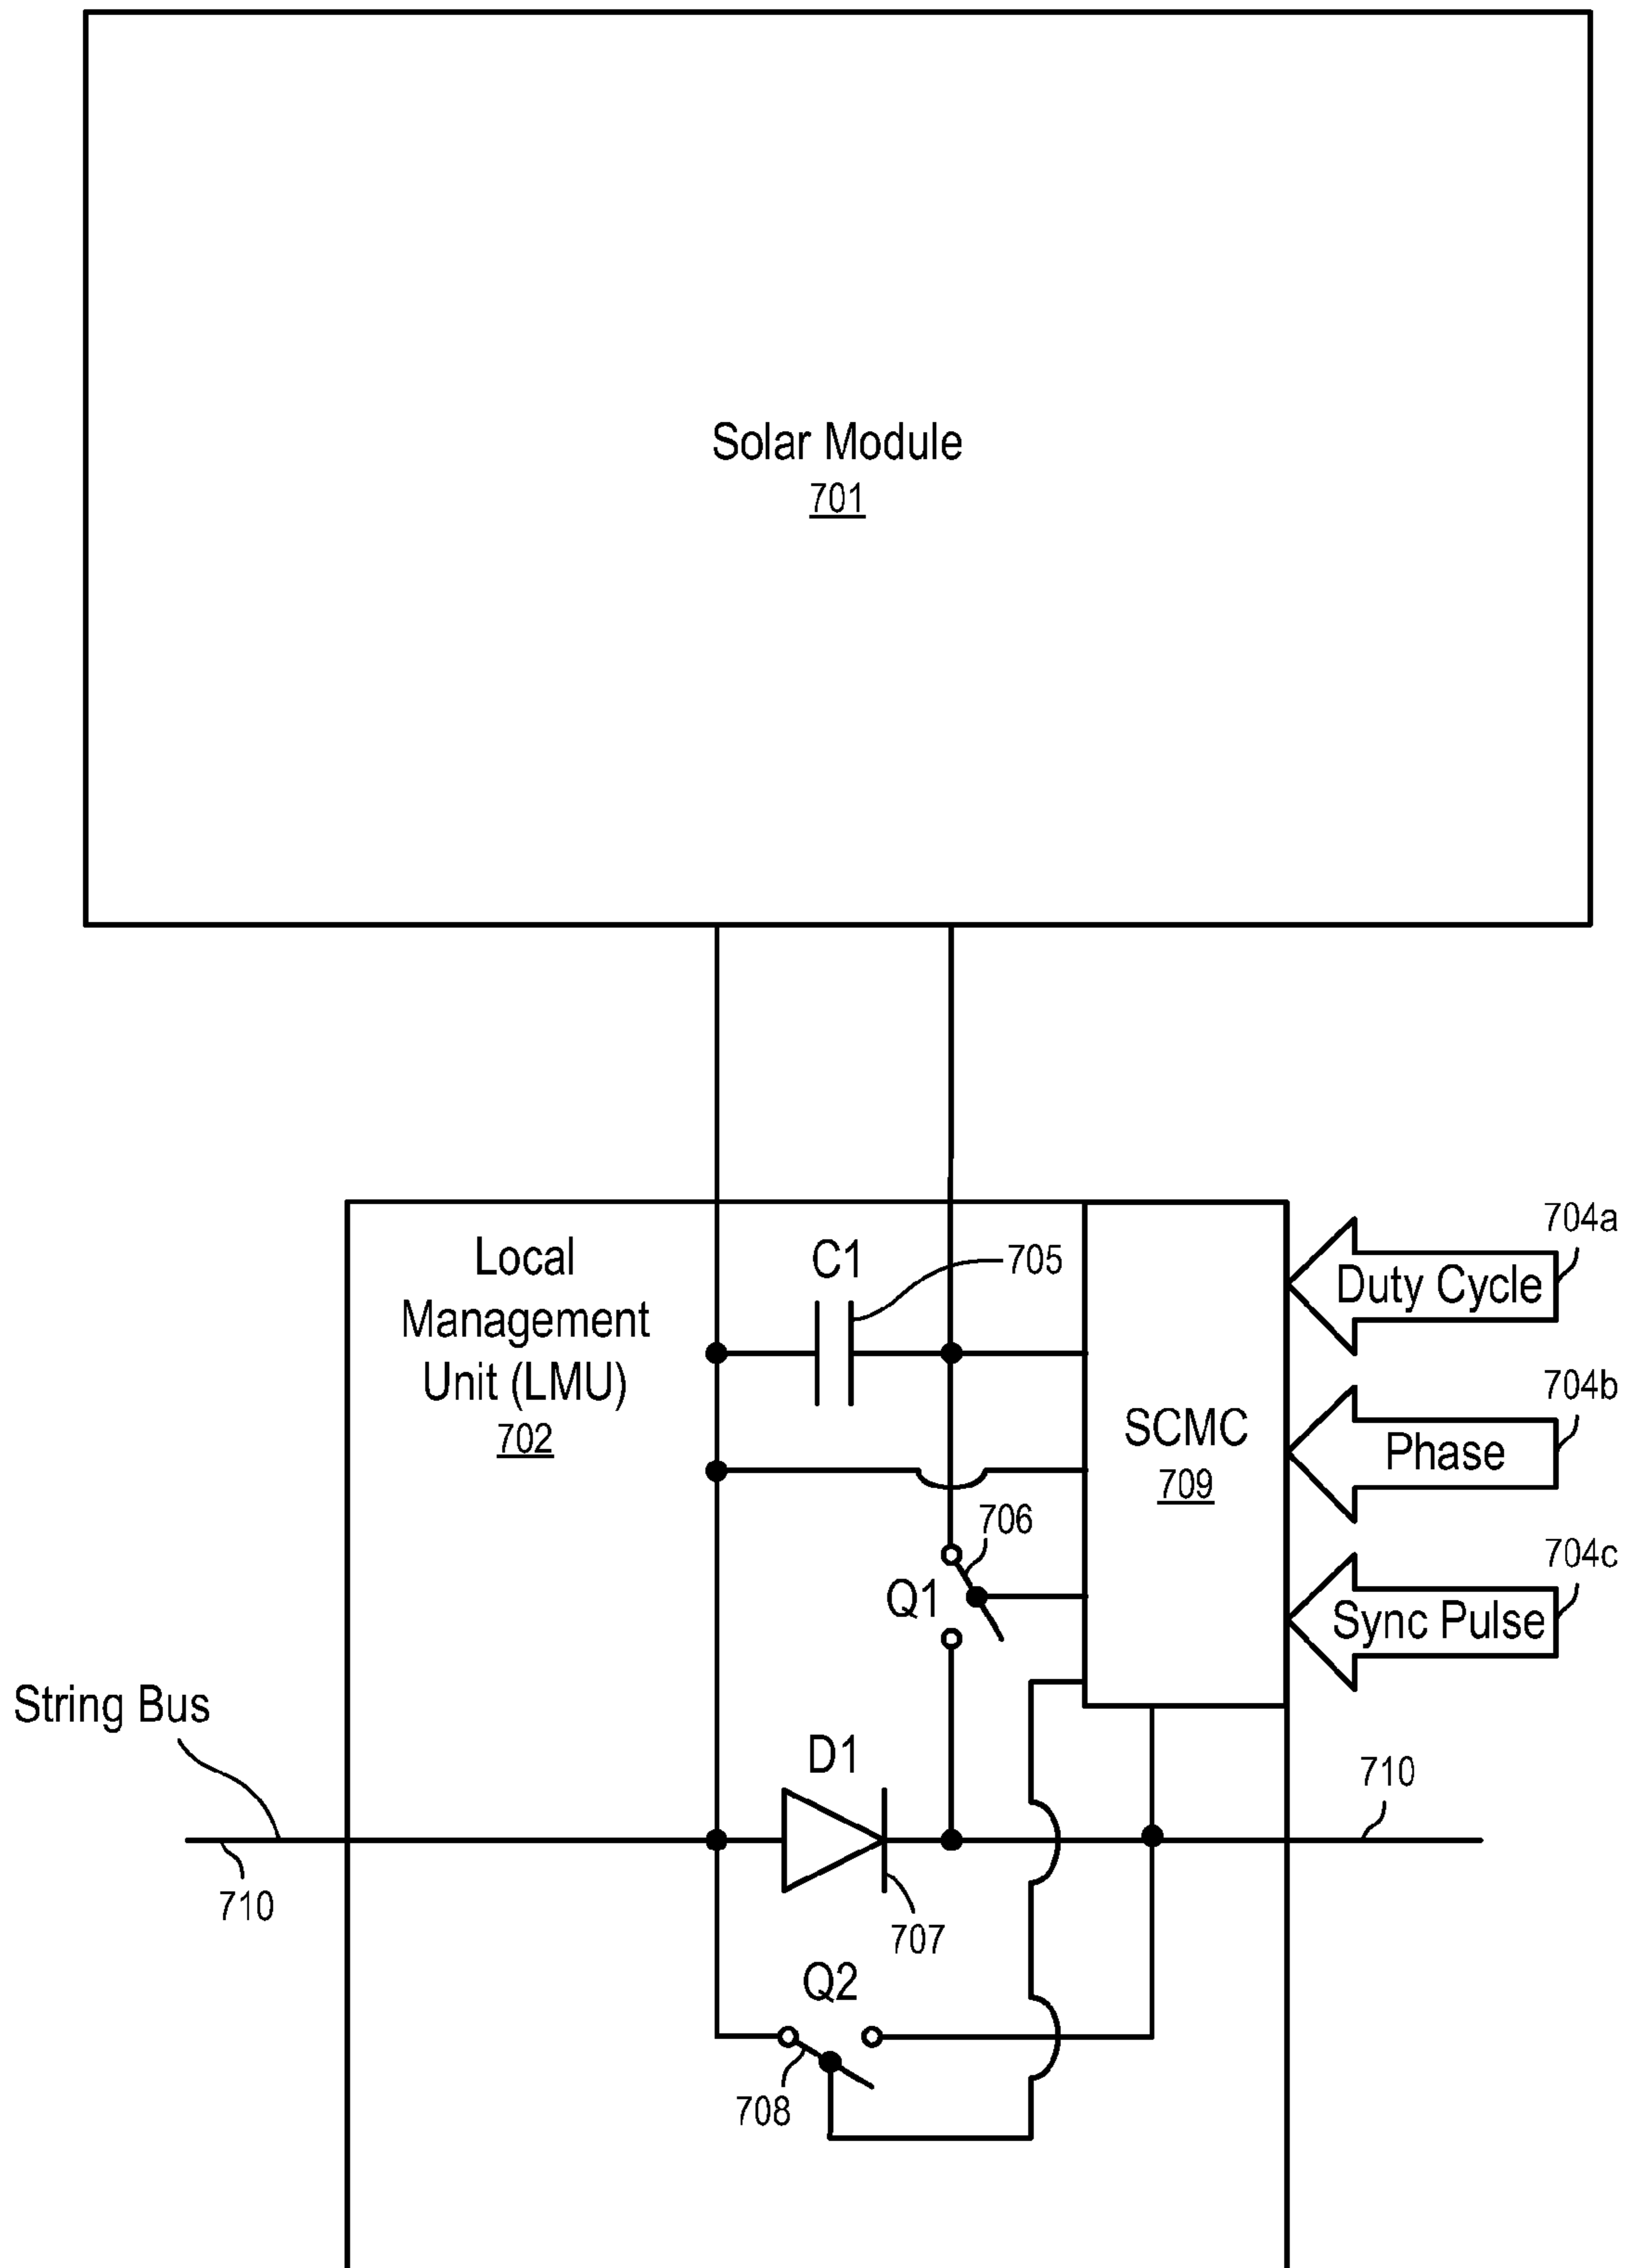 Solar Module
701
Local
Management
Unit (LMU)
702
C1
705
SCMC
709
704a
Duty Cycle
704b
Phase
704c
Sync Pulse
706
Q1
String Bus
710
D1
707
710
Q2
708